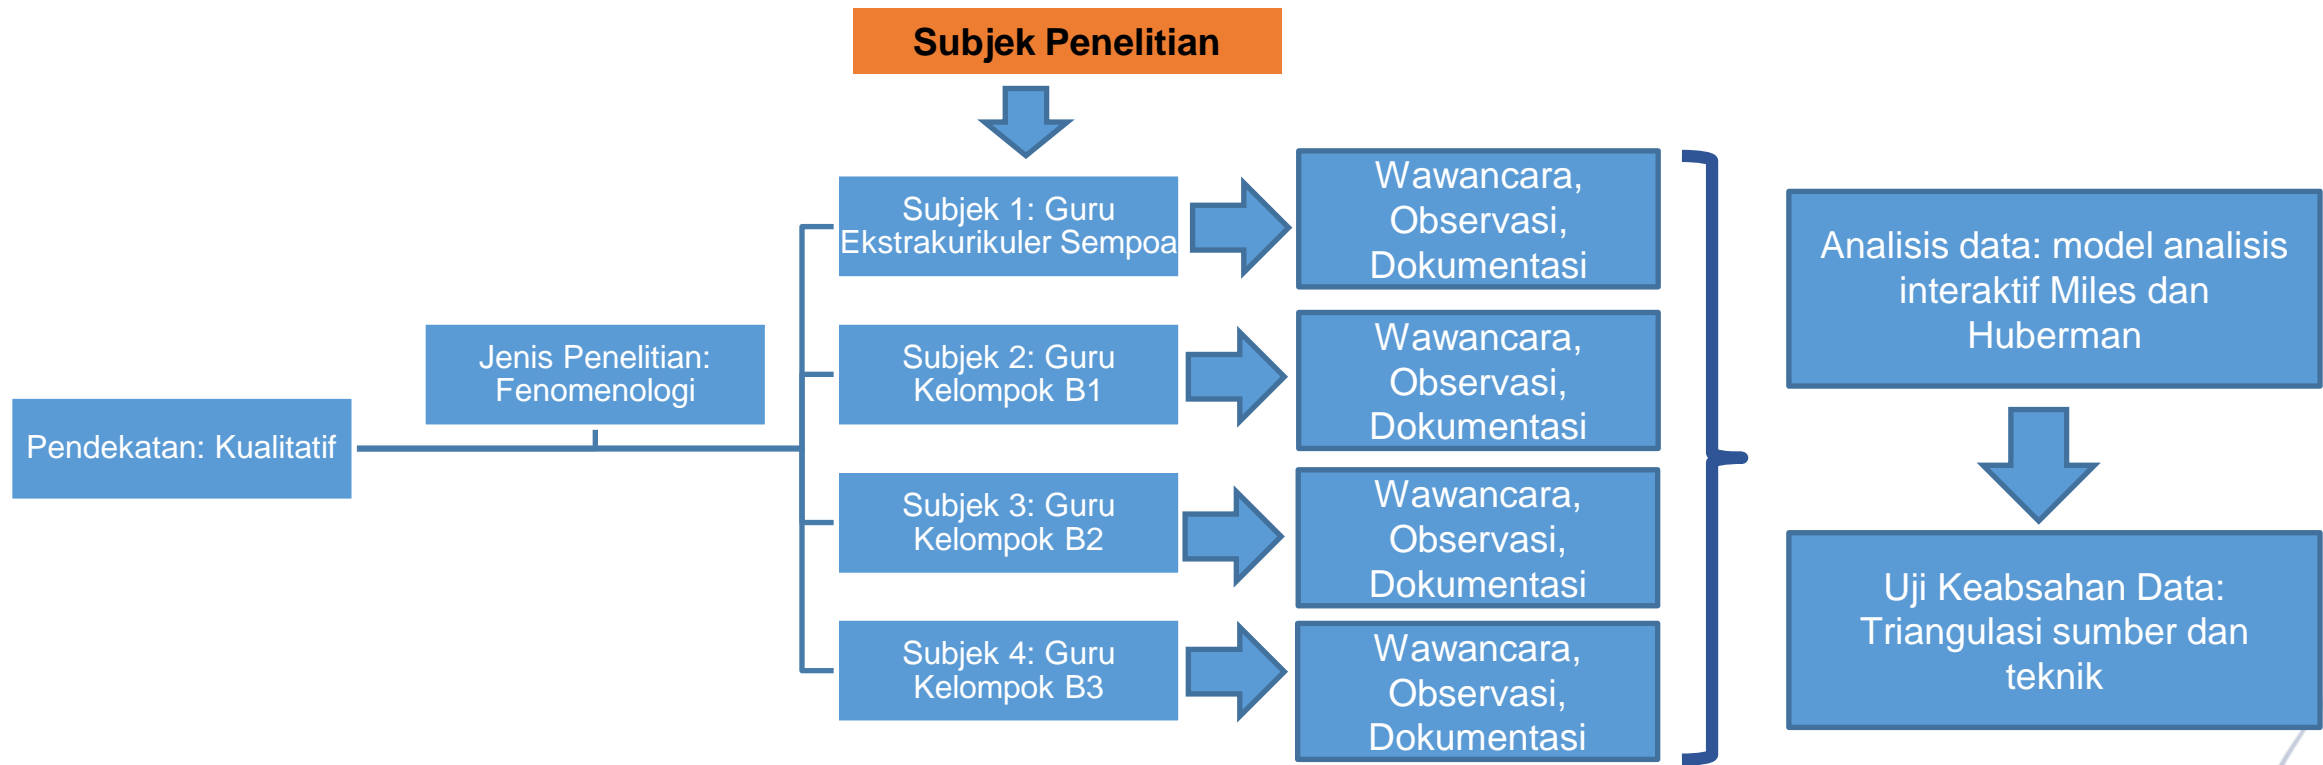 Subjek Penelitian
Pendekatan: Kualitatif
Jenis Penelitian:
Fenomenologi
Subjek 1: Guru
Ekstrakurikuler Sempoa
Wawancara,
Observasi,
Dokumentasi
Subjek 2: Guru
Kelompok B1
Wawancara,
Observasi,
Dokumentasi
Subjek 3: Guru
Kelompok B2
Wawancara,
Observasi,
Dokumentasi
Subjek 4: Guru
Kelompok B3
Wawancara,
Observasi,
Dokumentasi
Analisis data: model analisis
interaktif Miles dan
Huberman
Uji Keabsahan Data:
Triangulasi sumber dan
teknik